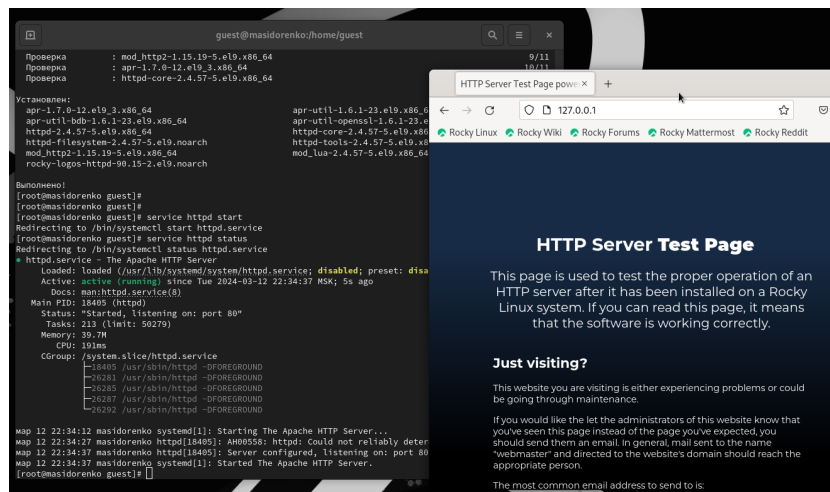 guest@masidorenko:/home/guest
Проверка : mod_http2-1.15.19-5.el9.x86_64 9/11
Проверка : apr-1.7.0-12.el9_3.x86_64 10/11
Проверка : httpd-core-2.4.57-5.el9.x86_64
Установлен:
apr-1.7.0-12.el9_3.x86_64 apr-util-1.6.1-23.el9.x86_6
apr-util-bdb-1.6.1-23.el9.x86_64 apr-util-openssl-1.6.1-23.e
httpd-2.4.57-5.el9.x86_64 httpd-core-2.4.57-5.el9.x86
httpd-filesystem-2.4.57-5.el9.noarch httpd-tools-2.4.57-5.el9.x8
mod_http2-1.15.19-5.el9.x86_64 mod_lua-2.4.57-5.el9.x86_64
rocky-logos-httpd-90.15-2.el9.noarch
Выполнено!
[root@masidorenko guest]#
[root@masidorenko guest]#
[root@masidorenko guest]# service httpd start
Redirecting to /bin/systemctl start httpd.service
[root@masidorenko guest]# service httpd status
Redirecting to /bin/systemctl status httpd.service
● httpd.service - The Apache HTTP Server
Loaded: loaded (/usr/lib/systemd/system/httpd.service; disabled; preset: disa
Active: active (running) since Tue 2024-03-12 22:34:37 MSK; 5s ago
Docs: man:httpd.service(8)
Main PID: 18405 (httpd)
Status: "Started, listening on: port 80"
Tasks: 213 (limit: 50279)
Memory: 39.7M
CPU: 191ms
CGroup: /system.slice/httpd.service
├─18405 /usr/sbin/httpd -DFOREGROUND
├─26281 /usr/sbin/httpd -DFOREGROUND
├─26285 /usr/sbin/httpd -DFOREGROUND
├─26287 /usr/sbin/httpd -DFOREGROUND
└─26292 /usr/sbin/httpd -DFOREGROUND
мар 12 22:34:12 masidorenko systemd[1]: Starting The Apache HTTP Server...
мар 12 22:34:27 masidorenko httpd[18405]: AH00558: httpd: Could not reliably deter
мар 12 22:34:37 masidorenko httpd[18405]: Server configured, listening on: port 80
мар 12 22:34:37 masidorenko systemd[1]: Started The Apache HTTP Server.
[root@masidorenko guest]#
HTTP Server Test Page powe
127.0.0.1
Rocky Linux Rocky Wiki Rocky Forums Rocky Mattermost Rocky Reddit
HTTP Server Test Page
This page is used to test the proper operation of an
HTTP server after it has been installed on a Rocky
Linux system. If you can read this page, it means
that the software is working correctly.
Just visiting?
This website you are visiting is either experiencing problems or could
be going through maintenance.
If you would like the let the administrators of this website know that
you've seen this page instead of the page you've expected, you
should send them an email. In general, mail sent to the name
"webmaster" and directed to the website's domain should reach the
appropriate person.
The most common email address to send to is: